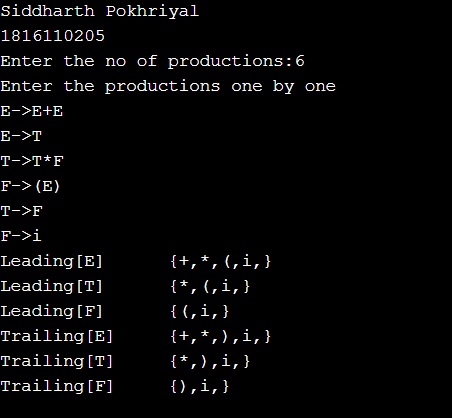 Siddharth Pokhriyal
1816110205
Enter the no of productions:6
Enter the productions one by one
E->E+E
E->T
T->T*F
F->(E)
T->F
F->i
Leading[E] {+,*,(,i,}
Leading[T] {*,(,i,}
Leading[F] {(,i,}
Trailing[E] {+,*,),i,}
Trailing[T] {*,),i,}
Trailing[F] {),i,}